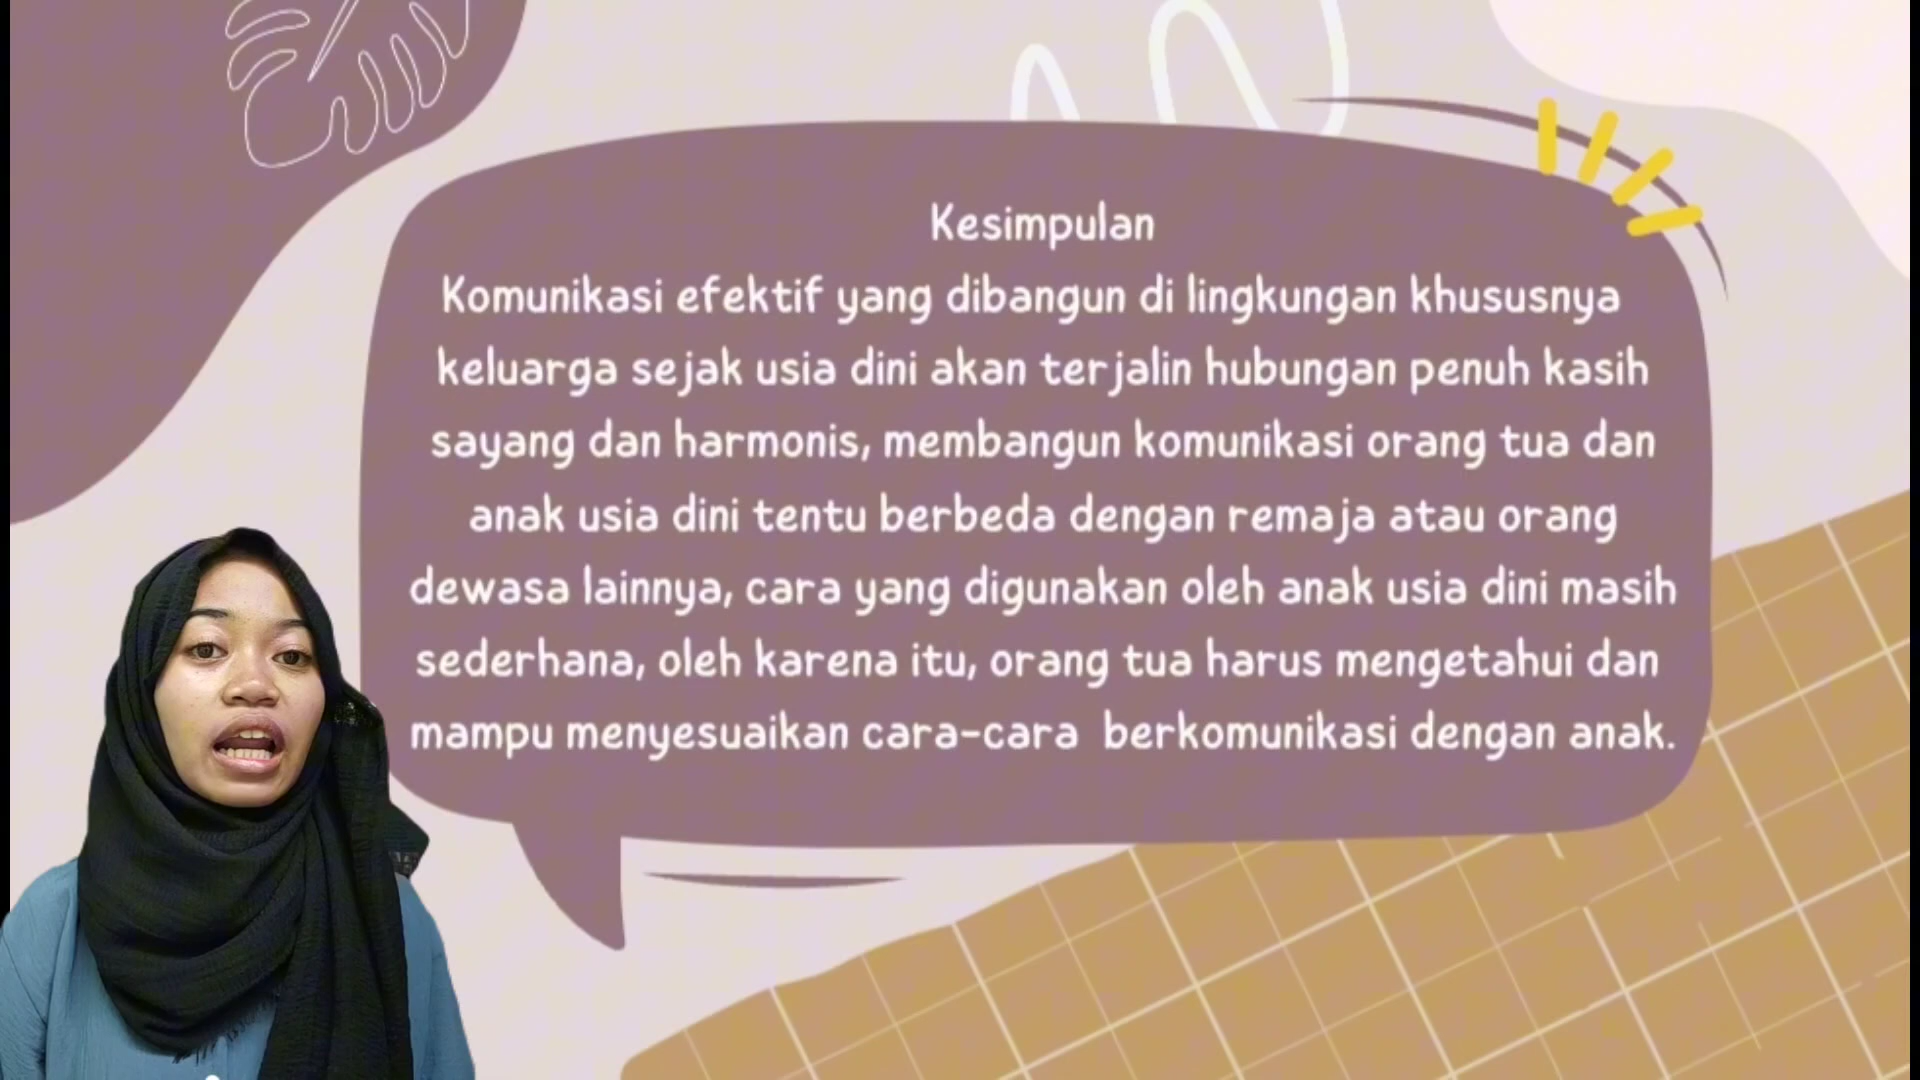 Kesimpulan
Komunikasi efektif yang dibangun di lingkungan khususnya
keluarga sejak usia dini akan terjalin hubungan penuh kasih
sayang dan harmonis, membangun komunikasi orang tua dan
anak usia dini tentu berbeda dengan remaja atau orang
dewasa lainnya, cara yang digunakan oleh anak usia dini masih
sederhana, oleh karena itu, orang tua harus mengetahui dan
mampu menyesuaikan cara-cara berkomunikasi dengan anak.